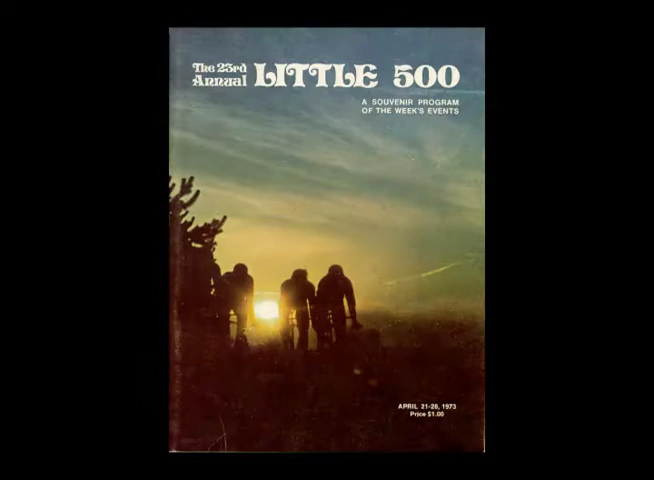 The 23rd
Annual LITTLE 500
A SOUVENIR PROGRAM
OF THE WEEK'S EVENTS
APRIL 21-28, 1973
Price $1.00